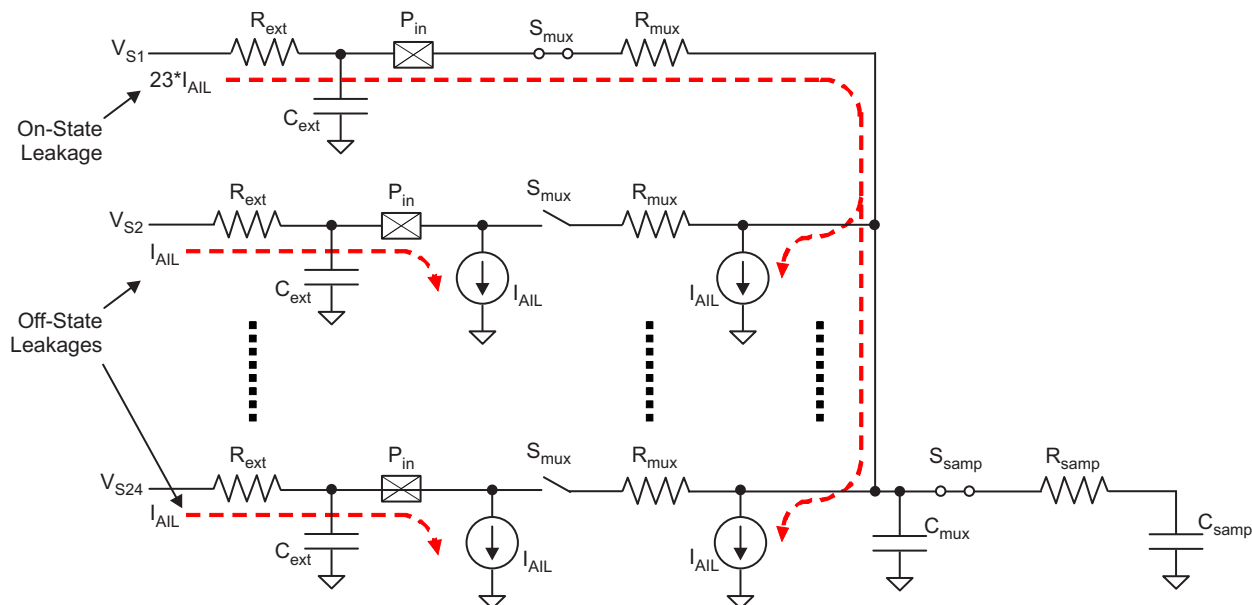 R_ext P_in S_mux R_mux
V_S1
23*I_AIL
C_ext
On-State
Leakage
R_ext P_in S_mux R_mux
V_S2
I_AIL
C_ext I_AIL I_AIL
Off-State
Leakages
R_ext P_in S_mux R_mux S_samp R_samp
V_S24
I_AIL
C_ext I_AIL I_AIL C_mux C_samp